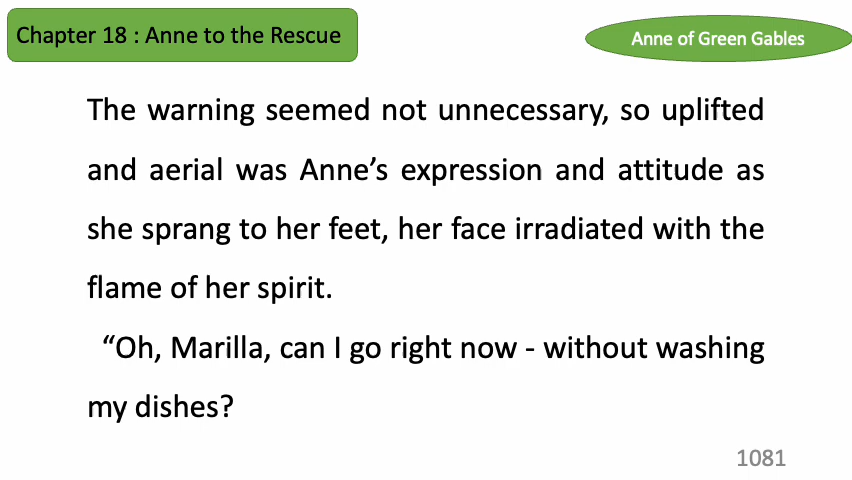 Chapter 18 : Anne to the Rescue
Anne of Green Gables
The warning seemed not unnecessary, so uplifted
and aerial was Anne’s expression and attitude as
she sprang to her feet, her face irradiated with the
flame of her spirit.
“Oh, Marilla, can I go right now - without washing
my dishes?
1081